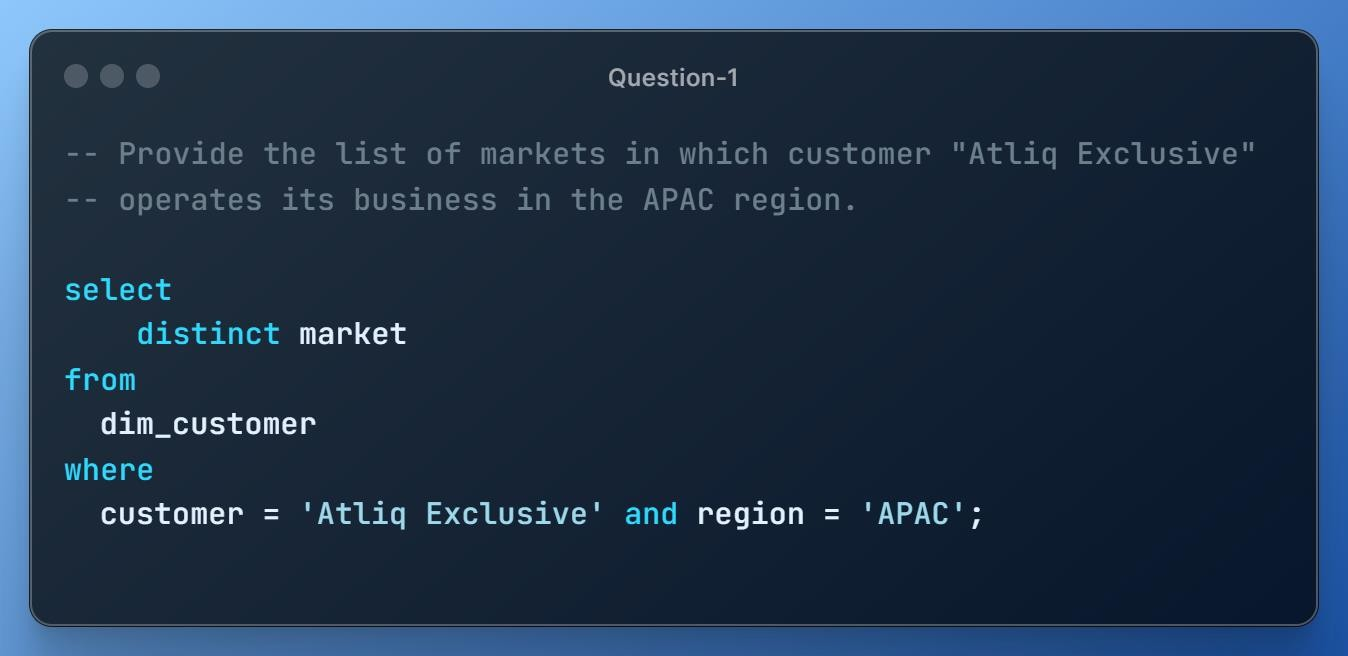 Question-1
-- Provide the list of markets in which customer "Atliq Exclusive"
-- operates its business in the APAC region.
select
distinct market
from
dim_customer
where
customer = 'Atliq Exclusive' and region = 'APAC';